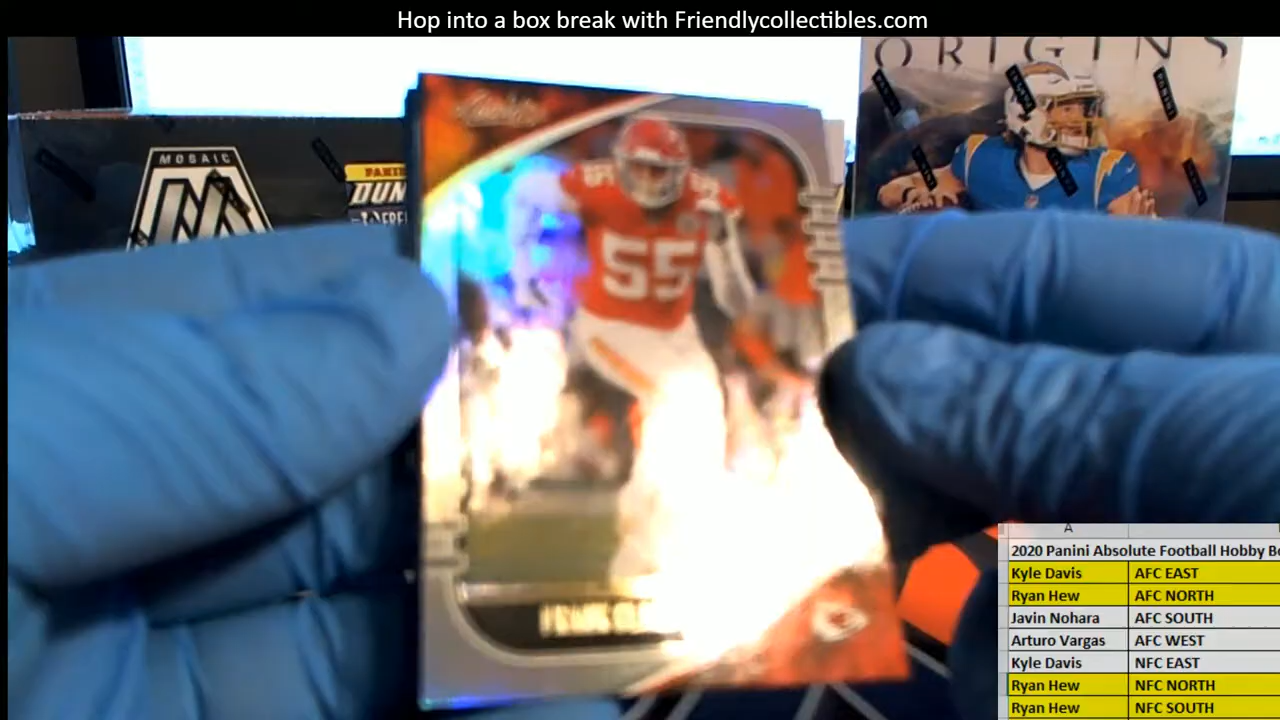 Hop into a box break with Friendlycollectibles.com
ORIGINS
MOSAIC
PANINI
55
A
2020 Panini Absolute Football Hobby
Kyle Davis AFC EAST
Ryan Hew AFC NORTH
Javin Nohara AFC SOUTH
Arturo Vargas AFC WEST
Kyle Davis NFC EAST
Ryan Hew NFC NORTH
Ryan Hew NFC SOUTH